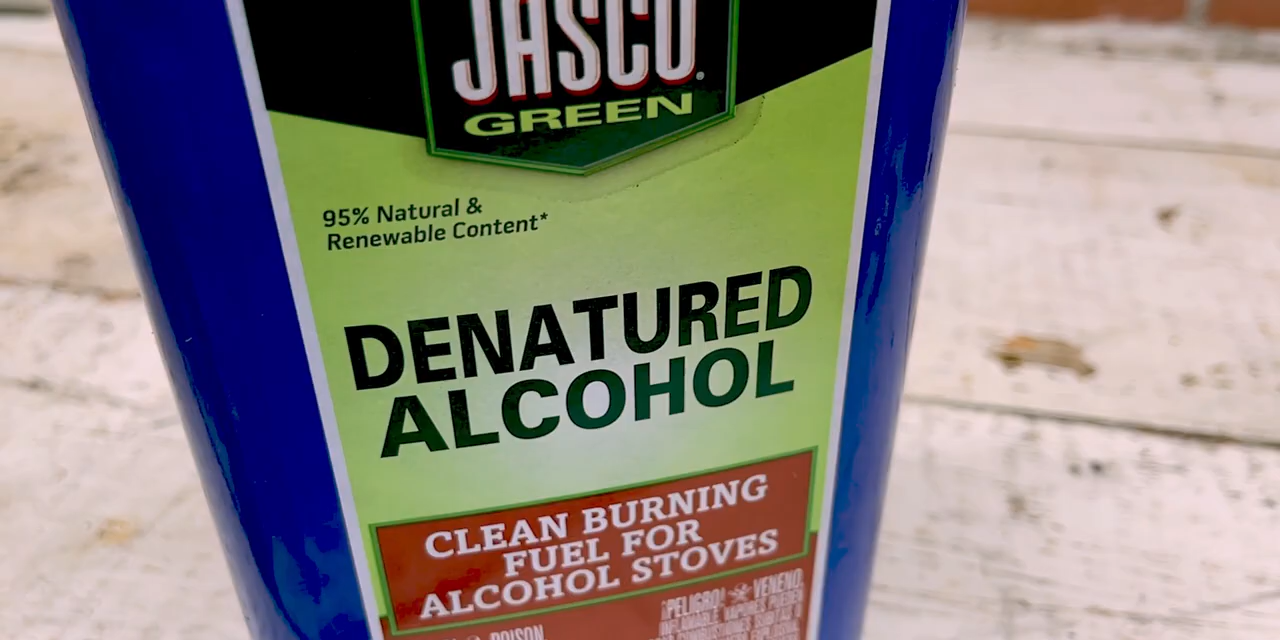 JASCO
GREEN
95% Natural &
Renewable Content*
DENATURED
ALCOHOL
CLEAN BURNING
FUEL FOR
ALCOHOL STOVES
¡PELIGRO! VENENO.
POISON